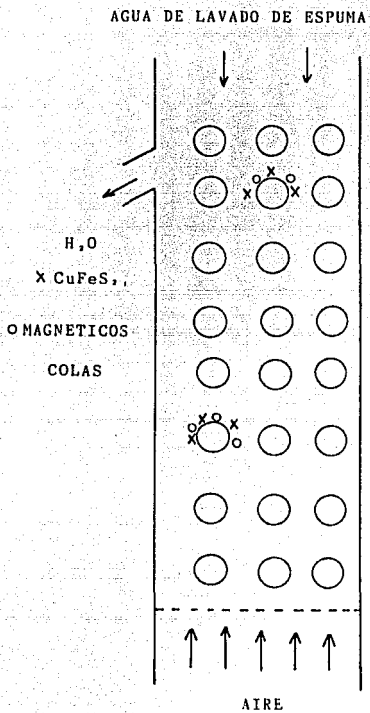 AGUA DE LAVADO DE ESPUMA
H,O
X CuFeS,,
O MAGNETICOS
COLAS
AIRE